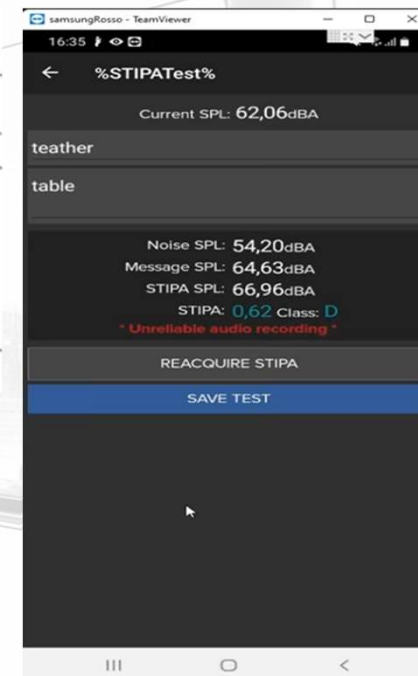 samsungRosso - TeamViewer
16:35
%STIPATest%
Current SPL: 62,06dBA
teather
table
Noise SPL: 54,20dBA
Message SPL: 64,63dBA
STIPA SPL: 66,96dBA
STIPA: 0,62 Class: D
* Unreliable audio recording *
REACQUIRE STIPA
SAVE TEST